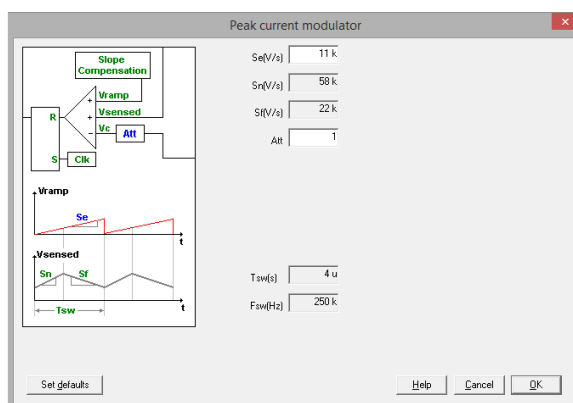 Peak current modulator
x
Slope
Compensation
Vramp
Vsensed
Vc
Att
R
S
Clk
Vramp
Se
t
Vsensed
Sn
Sf
t
Tsw
Se(V/s) 11 k
Sn(V/s) 58 k
Sf(V/s) 22 k
Att 1
Tsw(s) 4 u
Fsw(Hz) 250 k
Set defaults
Help
Cancel
OK